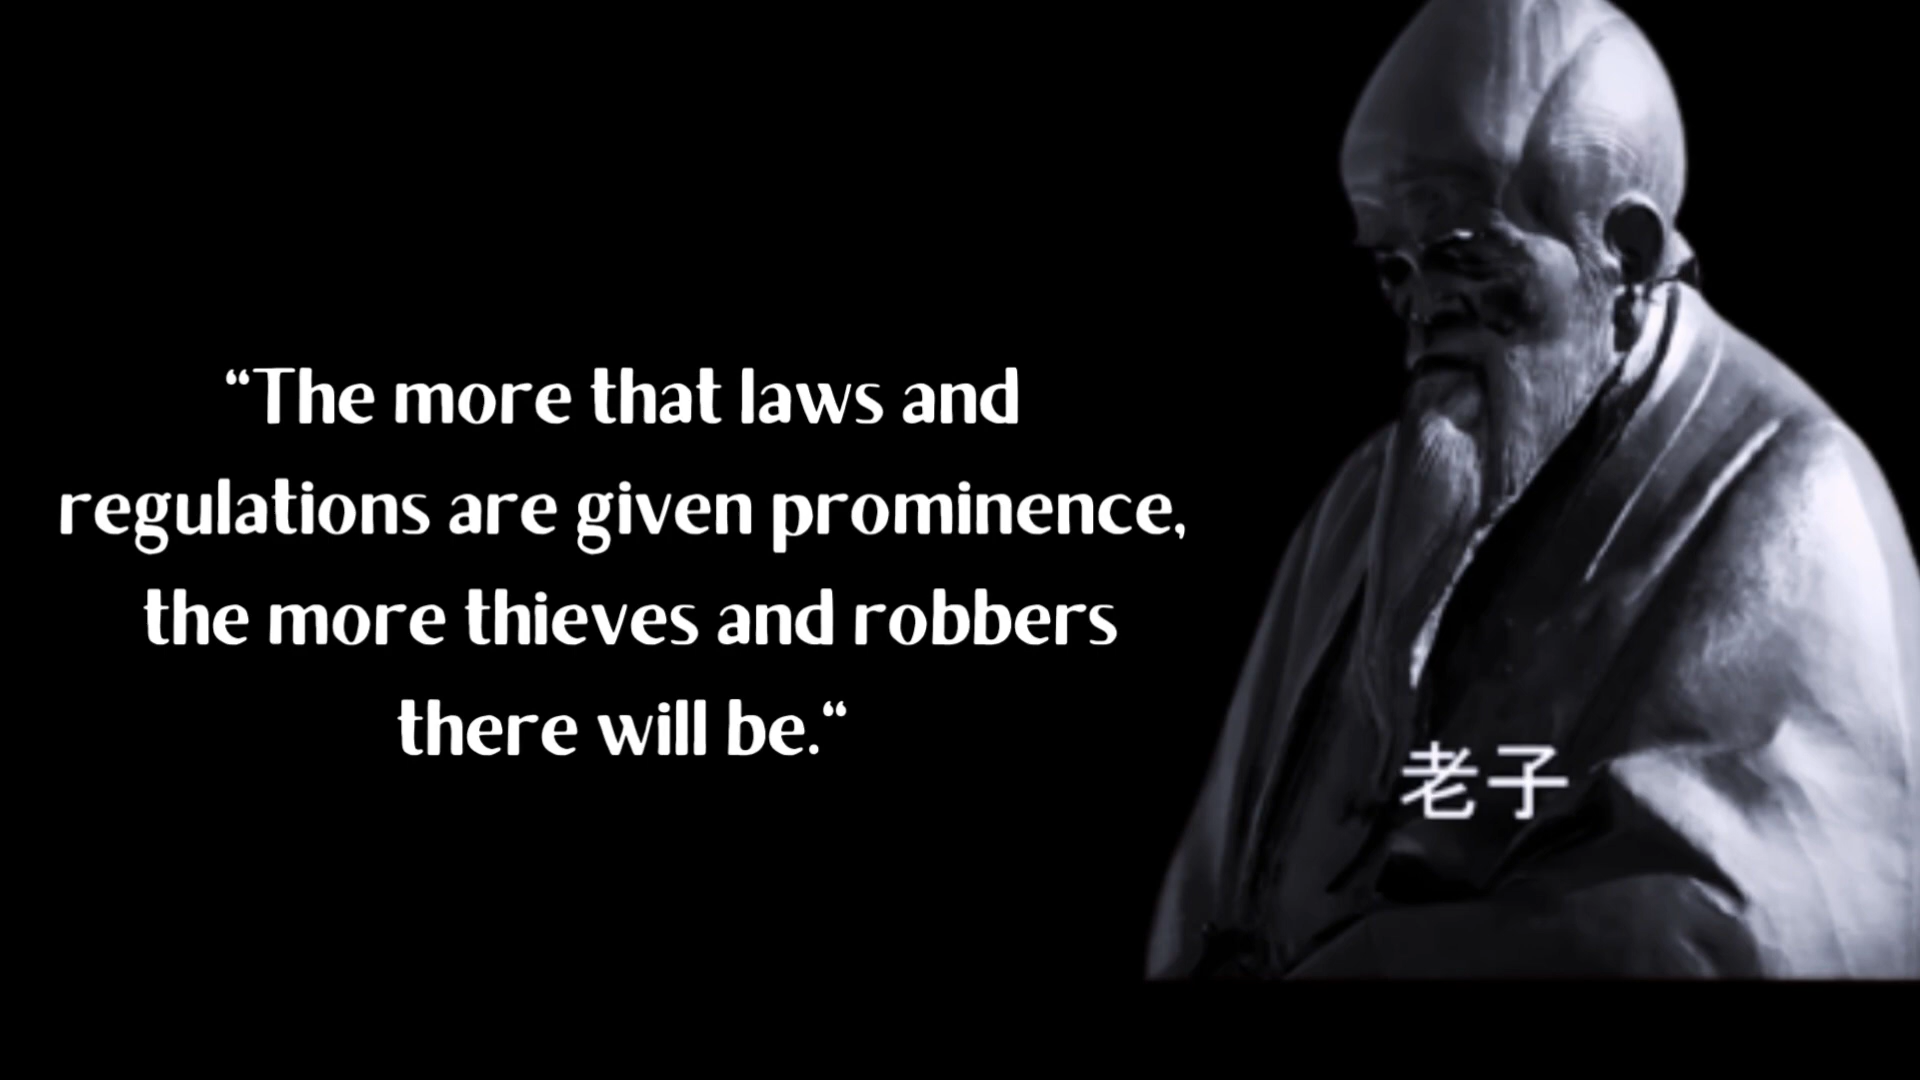 “The more that laws and
regulations are given prominence,
the more thieves and robbers
there will be.“
老子